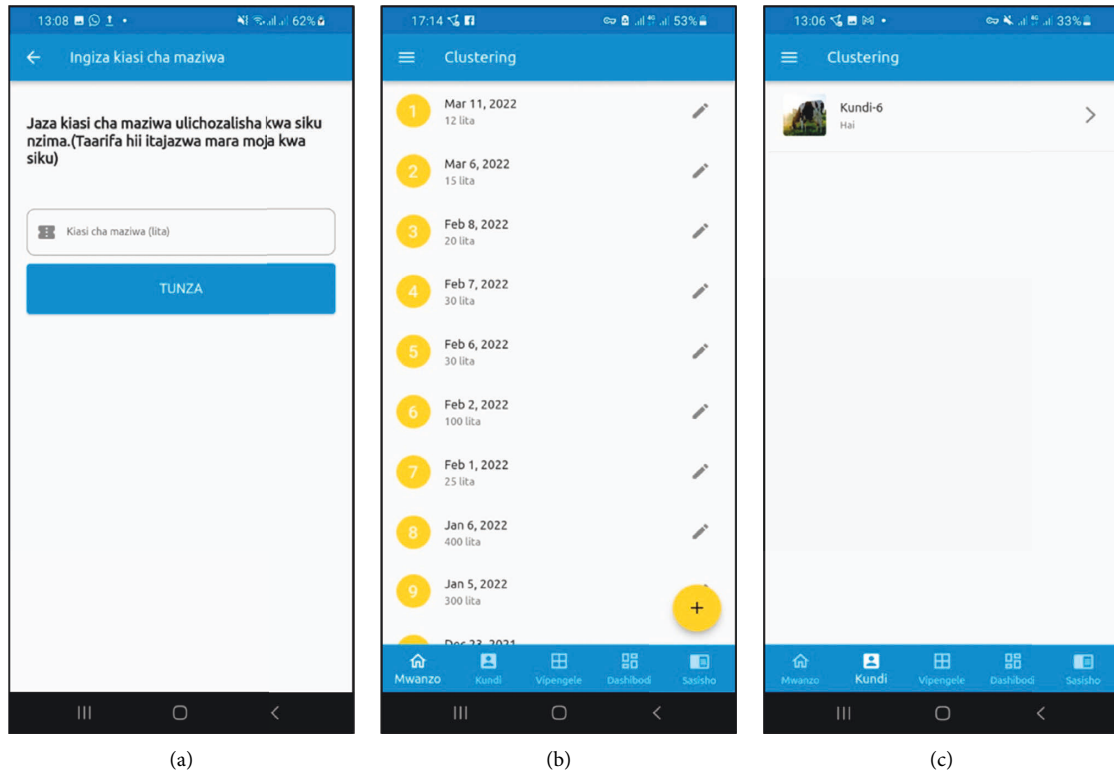 13:08
62%
Ingiza kiasi cha maziwa
Jaza kiasi cha maziwa ulichozalisha kwa siku
nzima.(Taarifa hii itajazwa mara moja kwa
siku)
Kiasi cha maziwa (lita)
TUNZA
(a)
17:14
53%
Clustering
1
Mar 11, 2022
12 lita
2
Mar 6, 2022
15 lita
3
Feb 8, 2022
20 lita
4
Feb 7, 2022
30 lita
5
Feb 6, 2022
30 lita
6
Feb 2, 2022
100 lita
7
Feb 1, 2022
25 lita
8
Jan 6, 2022
400 lita
9
Jan 5, 2022
300 lita
+
Dec 23, 2021
Mwanzo Kundi Vipengele Dashibodi Sasisho
(b)
13:06
33%
Clustering
Kundi-6
Hai
Mwanzo Kundi Vipengele Dashibodi Sasisho
(c)